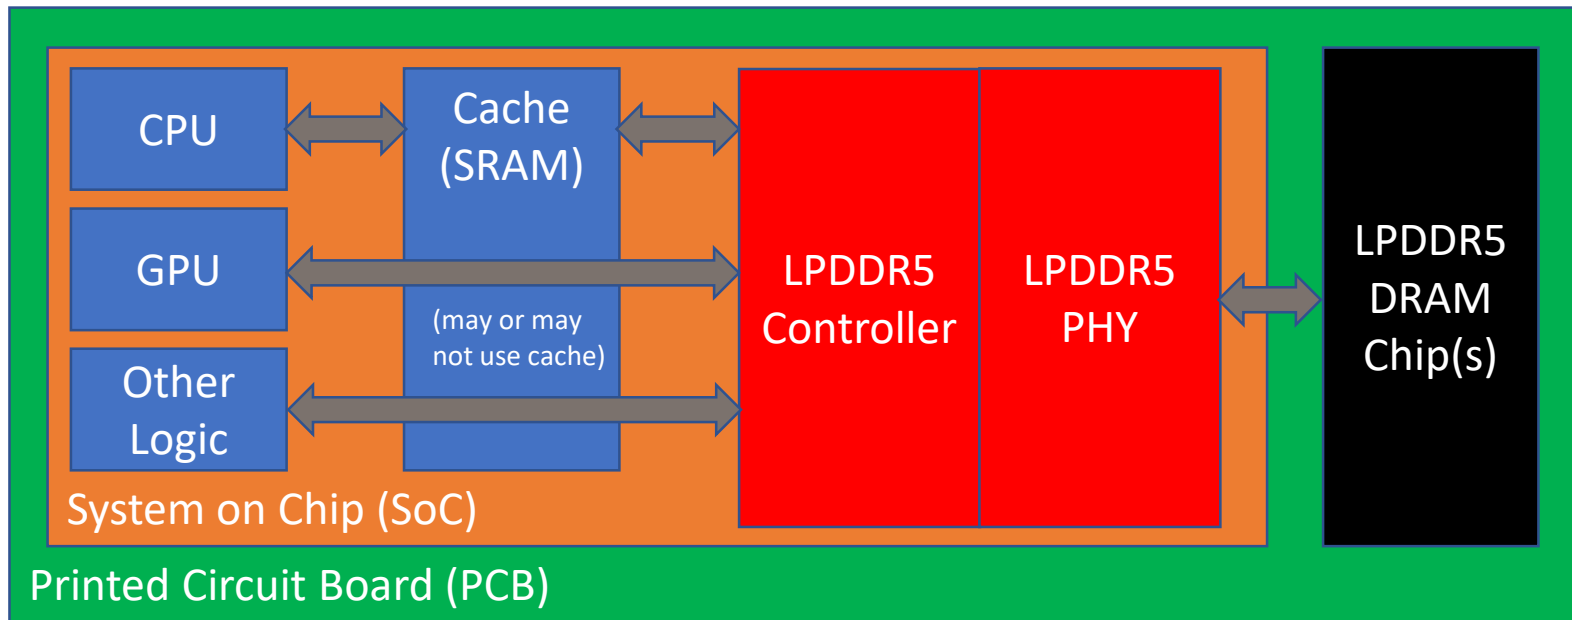 CPU
Cache
(SRAM)
GPU
(may or may
not use cache)
Other
Logic
LPDDR5
Controller
LPDDR5
PHY
LPDDR5
DRAM
Chip(s)
System on Chip (SoC)
Printed Circuit Board (PCB)